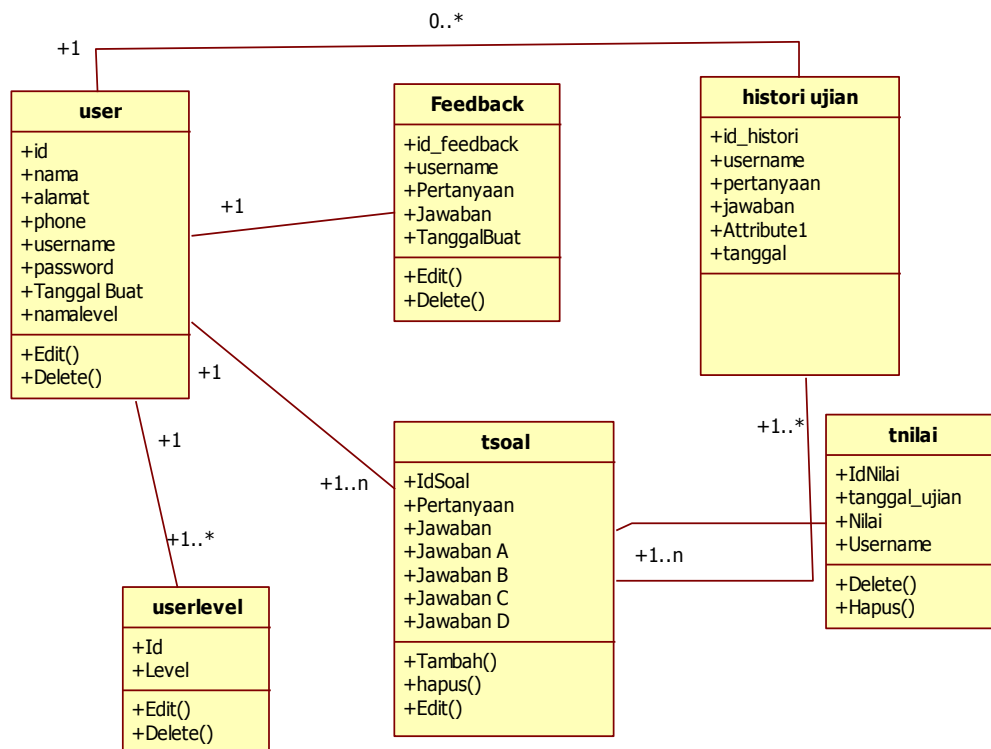 0..*
+1
user
+id
+nama
+alamat
+phone
+username
+password
+Tanggal Buat
+namalevel
+Edit()
+Delete()
Feedback
+id_feedback
+username
+Pertanyaan
+Jawaban
+TanggalBuat
+Edit()
+Delete()
histori ujian
+id_histori
+username
+pertanyaan
+jawaban
+Attribute1
+tanggal
+1
+1
+1
+1..n
+1..*
+1..*
+1..n
userlevel
+Id
+Level
+Edit()
+Delete()
tsoal
+IdSoal
+Pertanyaan
+Jawaban
+Jawaban A
+Jawaban B
+Jawaban C
+Jawaban D
+Tambah()
+hapus()
+Edit()
tnilai
+IdNilai
+tanggal_ujian
+Nilai
+Username
+Delete()
+Hapus()